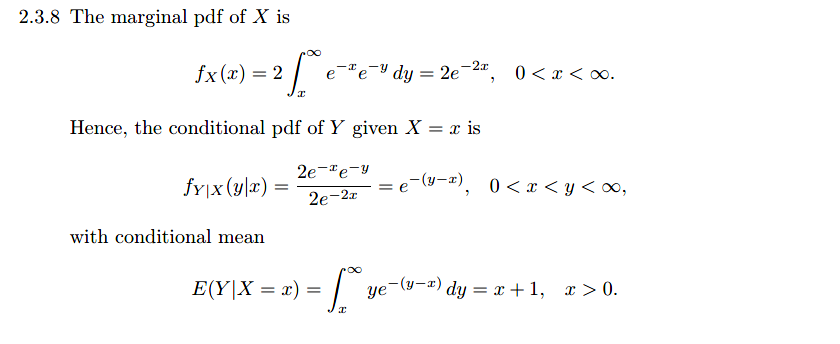 2.3.8 The marginal pdf of X is
f_X(x) = 2 ∫_x^∞ e^{−x}e^{−y} dy = 2e^{−2x},   0 < x < ∞.
Hence, the conditional pdf of Y given X = x is
f_{Y|X}(y|x) = \frac{2e^{−x}e^{−y}}{2e^{−2x}} = e^{−(y−x)},   0 < x < y < ∞,
with conditional mean
E(Y|X = x) = ∫_x^∞ ye^{−(y−x)} dy = x + 1,   x > 0.